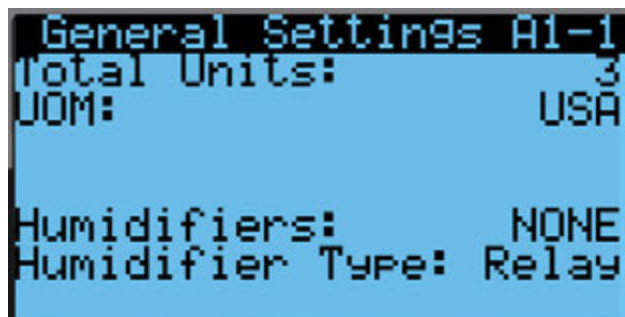 General Settings A1-1
Total Units: 3
UOM: USA
Humidifiers: NONE
Humidifier Type: Relay